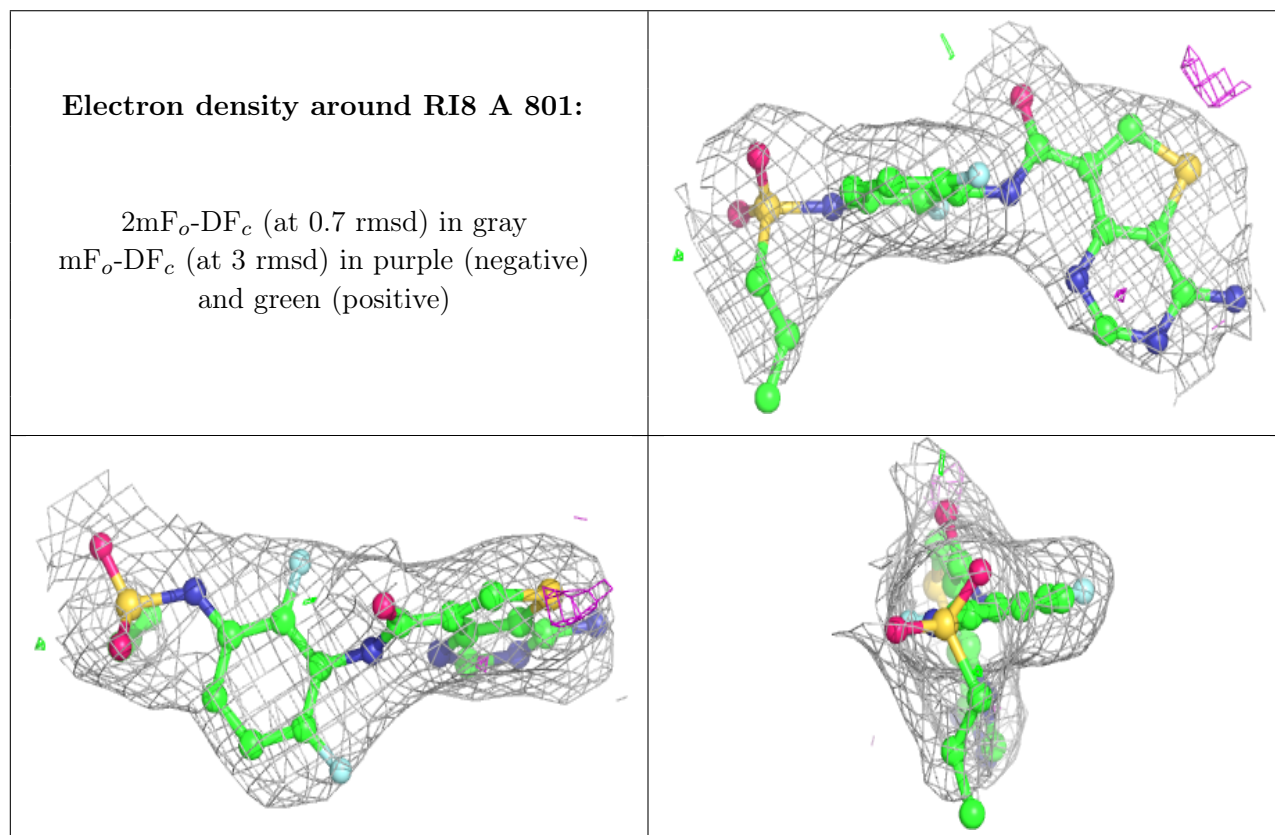 Electron density around RI8 A 801:
2mFo-DFc (at 0.7 rmsd) in gray
mFo-DFc (at 3 rmsd) in purple (negative)
and green (positive)